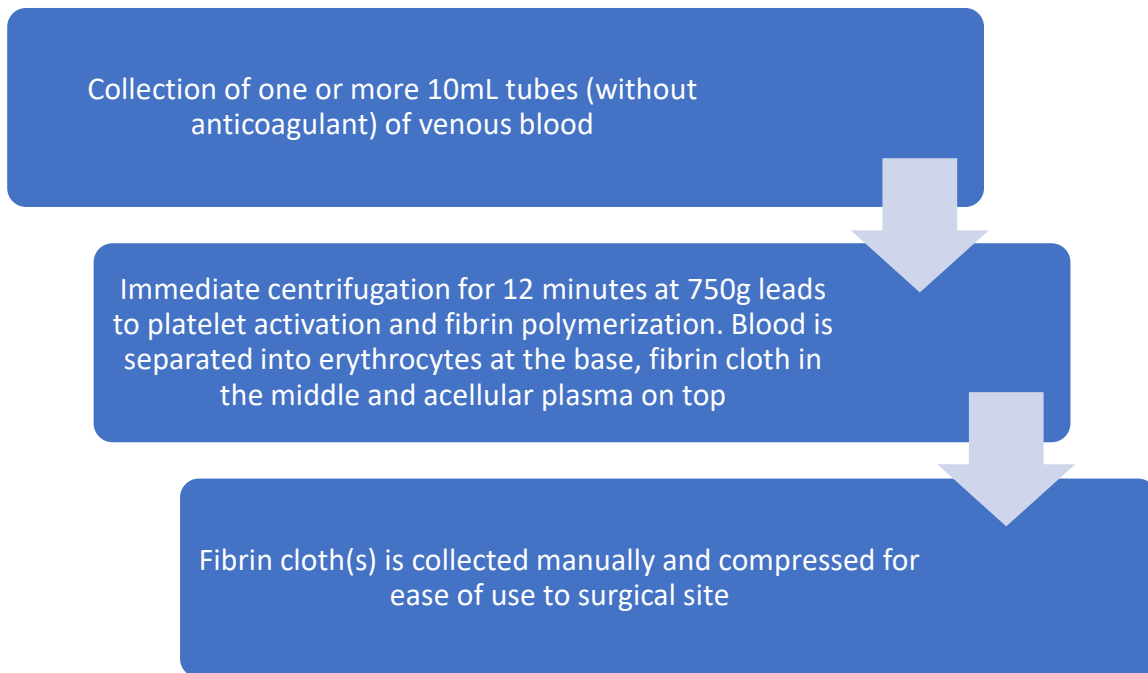 Collection of one or more 10mL tubes (without
anticoagulant) of venous blood
Immediate centrifugation for 12 minutes at 750g leads
to platelet activation and fibrin polymerization. Blood is
separated into erythrocytes at the base, fibrin cloth in
the middle and acellular plasma on top
Fibrin cloth(s) is collected manually and compressed for
ease of use to surgical site